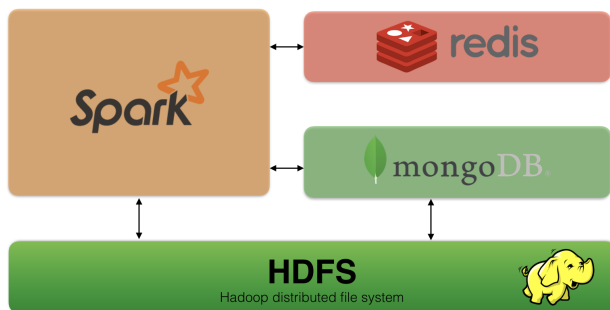 Spark
redis
mongoDB
HDFS
Hadoop distributed file system